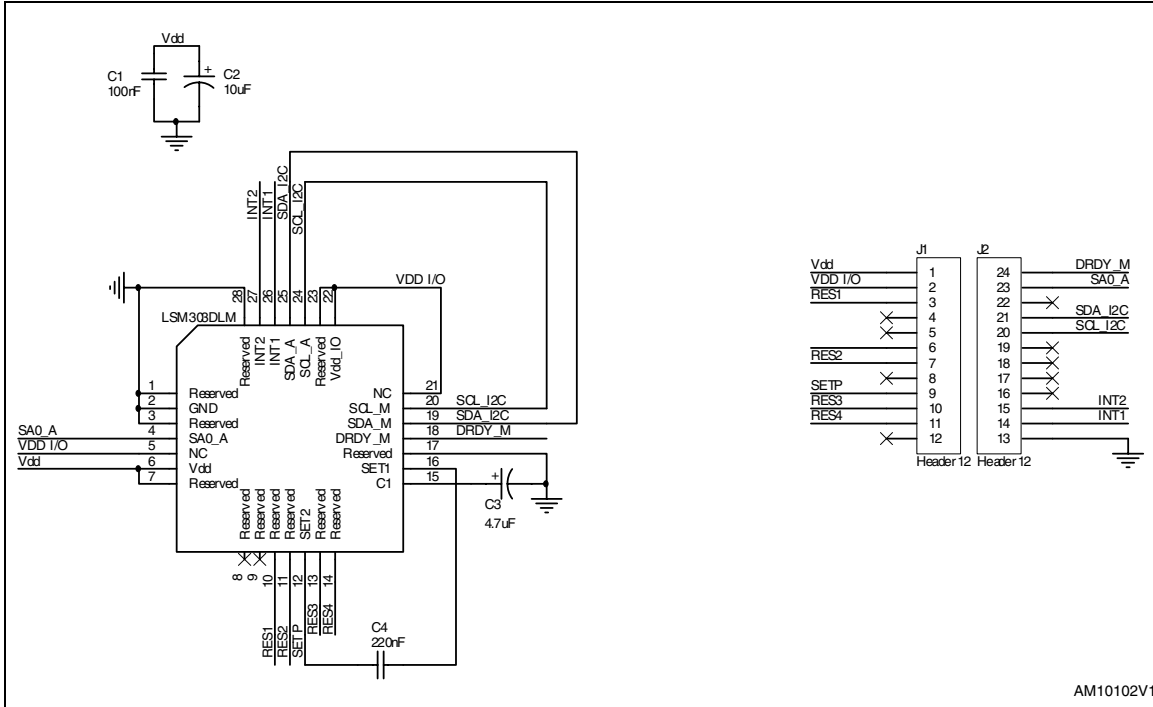 Vdd
C1
100nF
+
C2
10uF
INT2
INT1
SDA_I2C
SCL_I2C
VDD I/O
28
27
26
25
24
23
22
LSM303DLM
Reserved
INT2
INT1
SDA_A
SCL_A
Reserved
Vdd_IO
1 Reserved
2 GND
3 Reserved
SA0_A 4 SA0_A
VDD I/O 5 NC
Vdd 6 Vdd
7 Reserved
NC 21
SCL_M 20 SCL_I2C
SDA_M 19 SDA_I2C
DRDY_M 18 DRDY_M
Reserved 17
SET1 16
C1 15
+
C3
4.7uF
Reserved
Reserved
Reserved
Reserved
SET2
Reserved
Reserved
8
9
10
11
12
13
14
RES1
RES2
SETP
RES3
RES4
C4
220nF
J1
Vdd 1
VDD I/O 2
RES1 3
4
5
6
RES2 7
8
SETP 9
RES3 10
RES4 11
12
Header 12
J2
24 DRDY_M
23 SA0_A
22
21 SDA_I2C
20 SCL_I2C
19
18
17
16
15 INT2
14 INT1
13
Header 12
AM10102V1